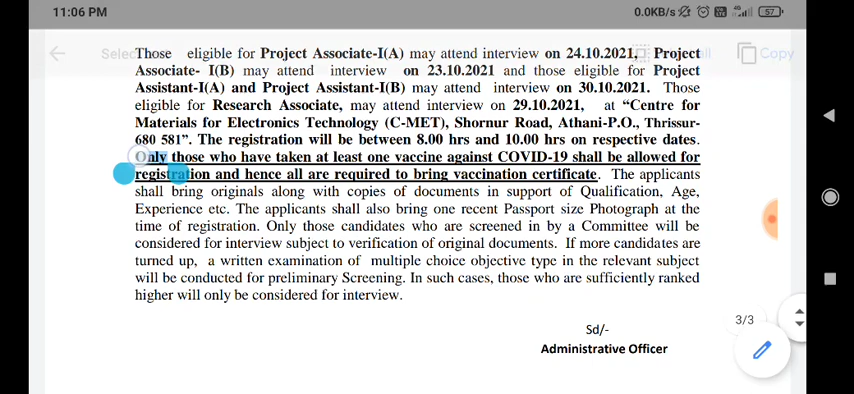 11:06 PM
0.0KB/s
57
Copy
Those eligible for Project Associate-I(A) may attend interview on 24.10.2021, Project
Associate- I(B) may attend interview on 23.10.2021 and those eligible for Project
Assistant-I(A) and Project Assistant-I(B) may attend interview on 30.10.2021. Those
eligible for Research Associate, may attend interview on 29.10.2021, at “Centre for
Materials for Electronics Technology (C-MET), Shornur Road, Athani-P.O., Thrissur-
680 581”. The registration will be between 8.00 hrs and 10.00 hrs on respective dates.
Only those who have taken at least one vaccine against COVID-19 shall be allowed for
registration and hence all are required to bring vaccination certificate. The applicants
shall bring originals along with copies of documents in support of Qualification, Age,
Experience etc. The applicants shall also bring one recent Passport size Photograph at the
time of registration. Only those candidates who are screened in by a Committee will be
considered for interview subject to verification of original documents. If more candidates are
turned up, a written examination of multiple choice objective type in the relevant subject
will be conducted for preliminary Screening. In such cases, those who are sufficiently ranked
higher will only be considered for interview.
3/3
Sd/-
Administrative Officer